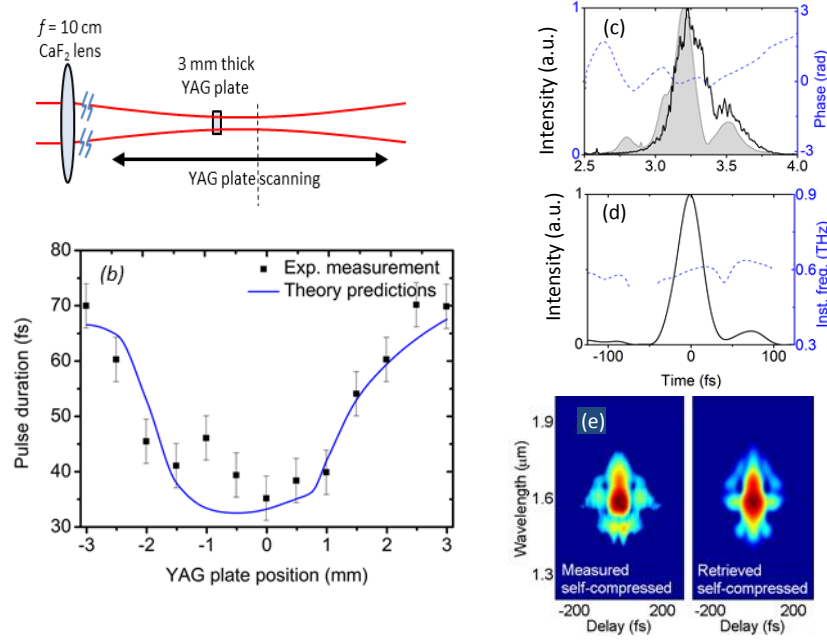 f = 10 cm
CaF2 lens
3 mm thick
YAG plate
YAG plate scanning
(b)
Exp. measurement
Theory predictions
80
70
60
50
40
30
Pulse duration (fs)
-3 -2 -1 0 1 2 3
YAG plate position (mm)
(c)
Intensity (a.u.)
1
0
3
0
-3
Phase (rad)
2.5 3.0 3.5 4.0
(d)
Intensity (a.u.)
1
0
0.9
0.6
0.3
Inst. freq. (THz)
-100 0 100
Time (fs)
(e)
Wavelength (μm)
1.9
1.6
1.3
Measured
self-compressed
Retrieved
self-compressed
-200 200
Delay (fs)
-200 200
Delay (fs)